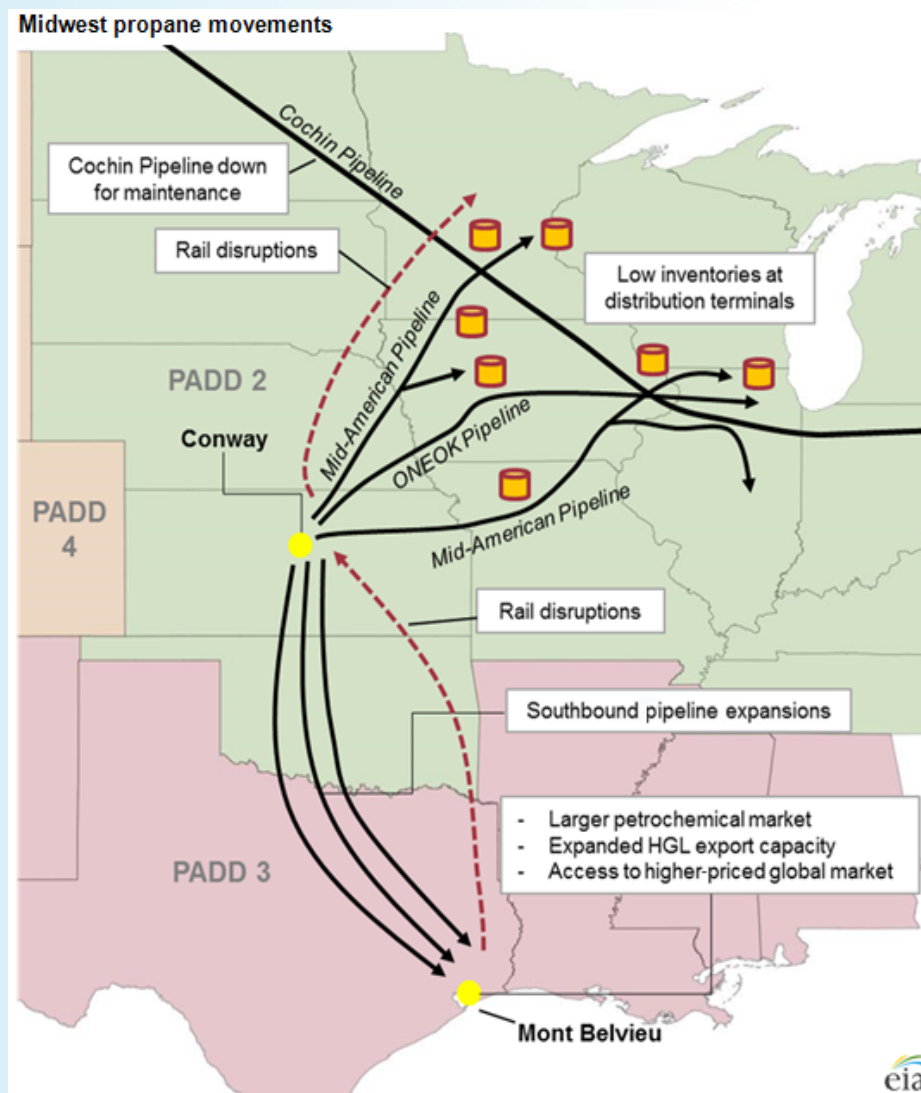 Midwest propane movements
Cochin Pipeline
Cochin Pipeline down
for maintenance
Rail disruptions
Low inventories at
distribution terminals
Mid-American Pipeline
PADD 2
Conway
ONEOK Pipeline
PADD
4
Mid-American Pipeline
Rail disruptions
Southbound pipeline expansions
- Larger petrochemical market
- Expanded HGL export capacity
- Access to higher-priced global market
PADD 3
Mont Belvieu
eia